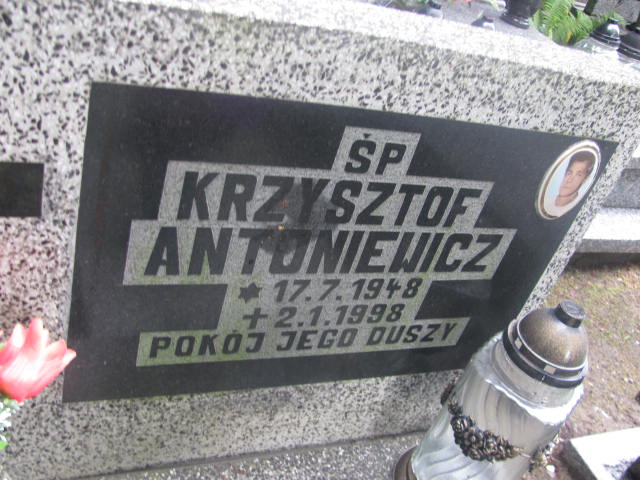 ŚP
KRZYSZTOF
ANTONIEWICZ
* 17.7.1948
+ 2.1.1998
POKÓJ JEGO DUSZY